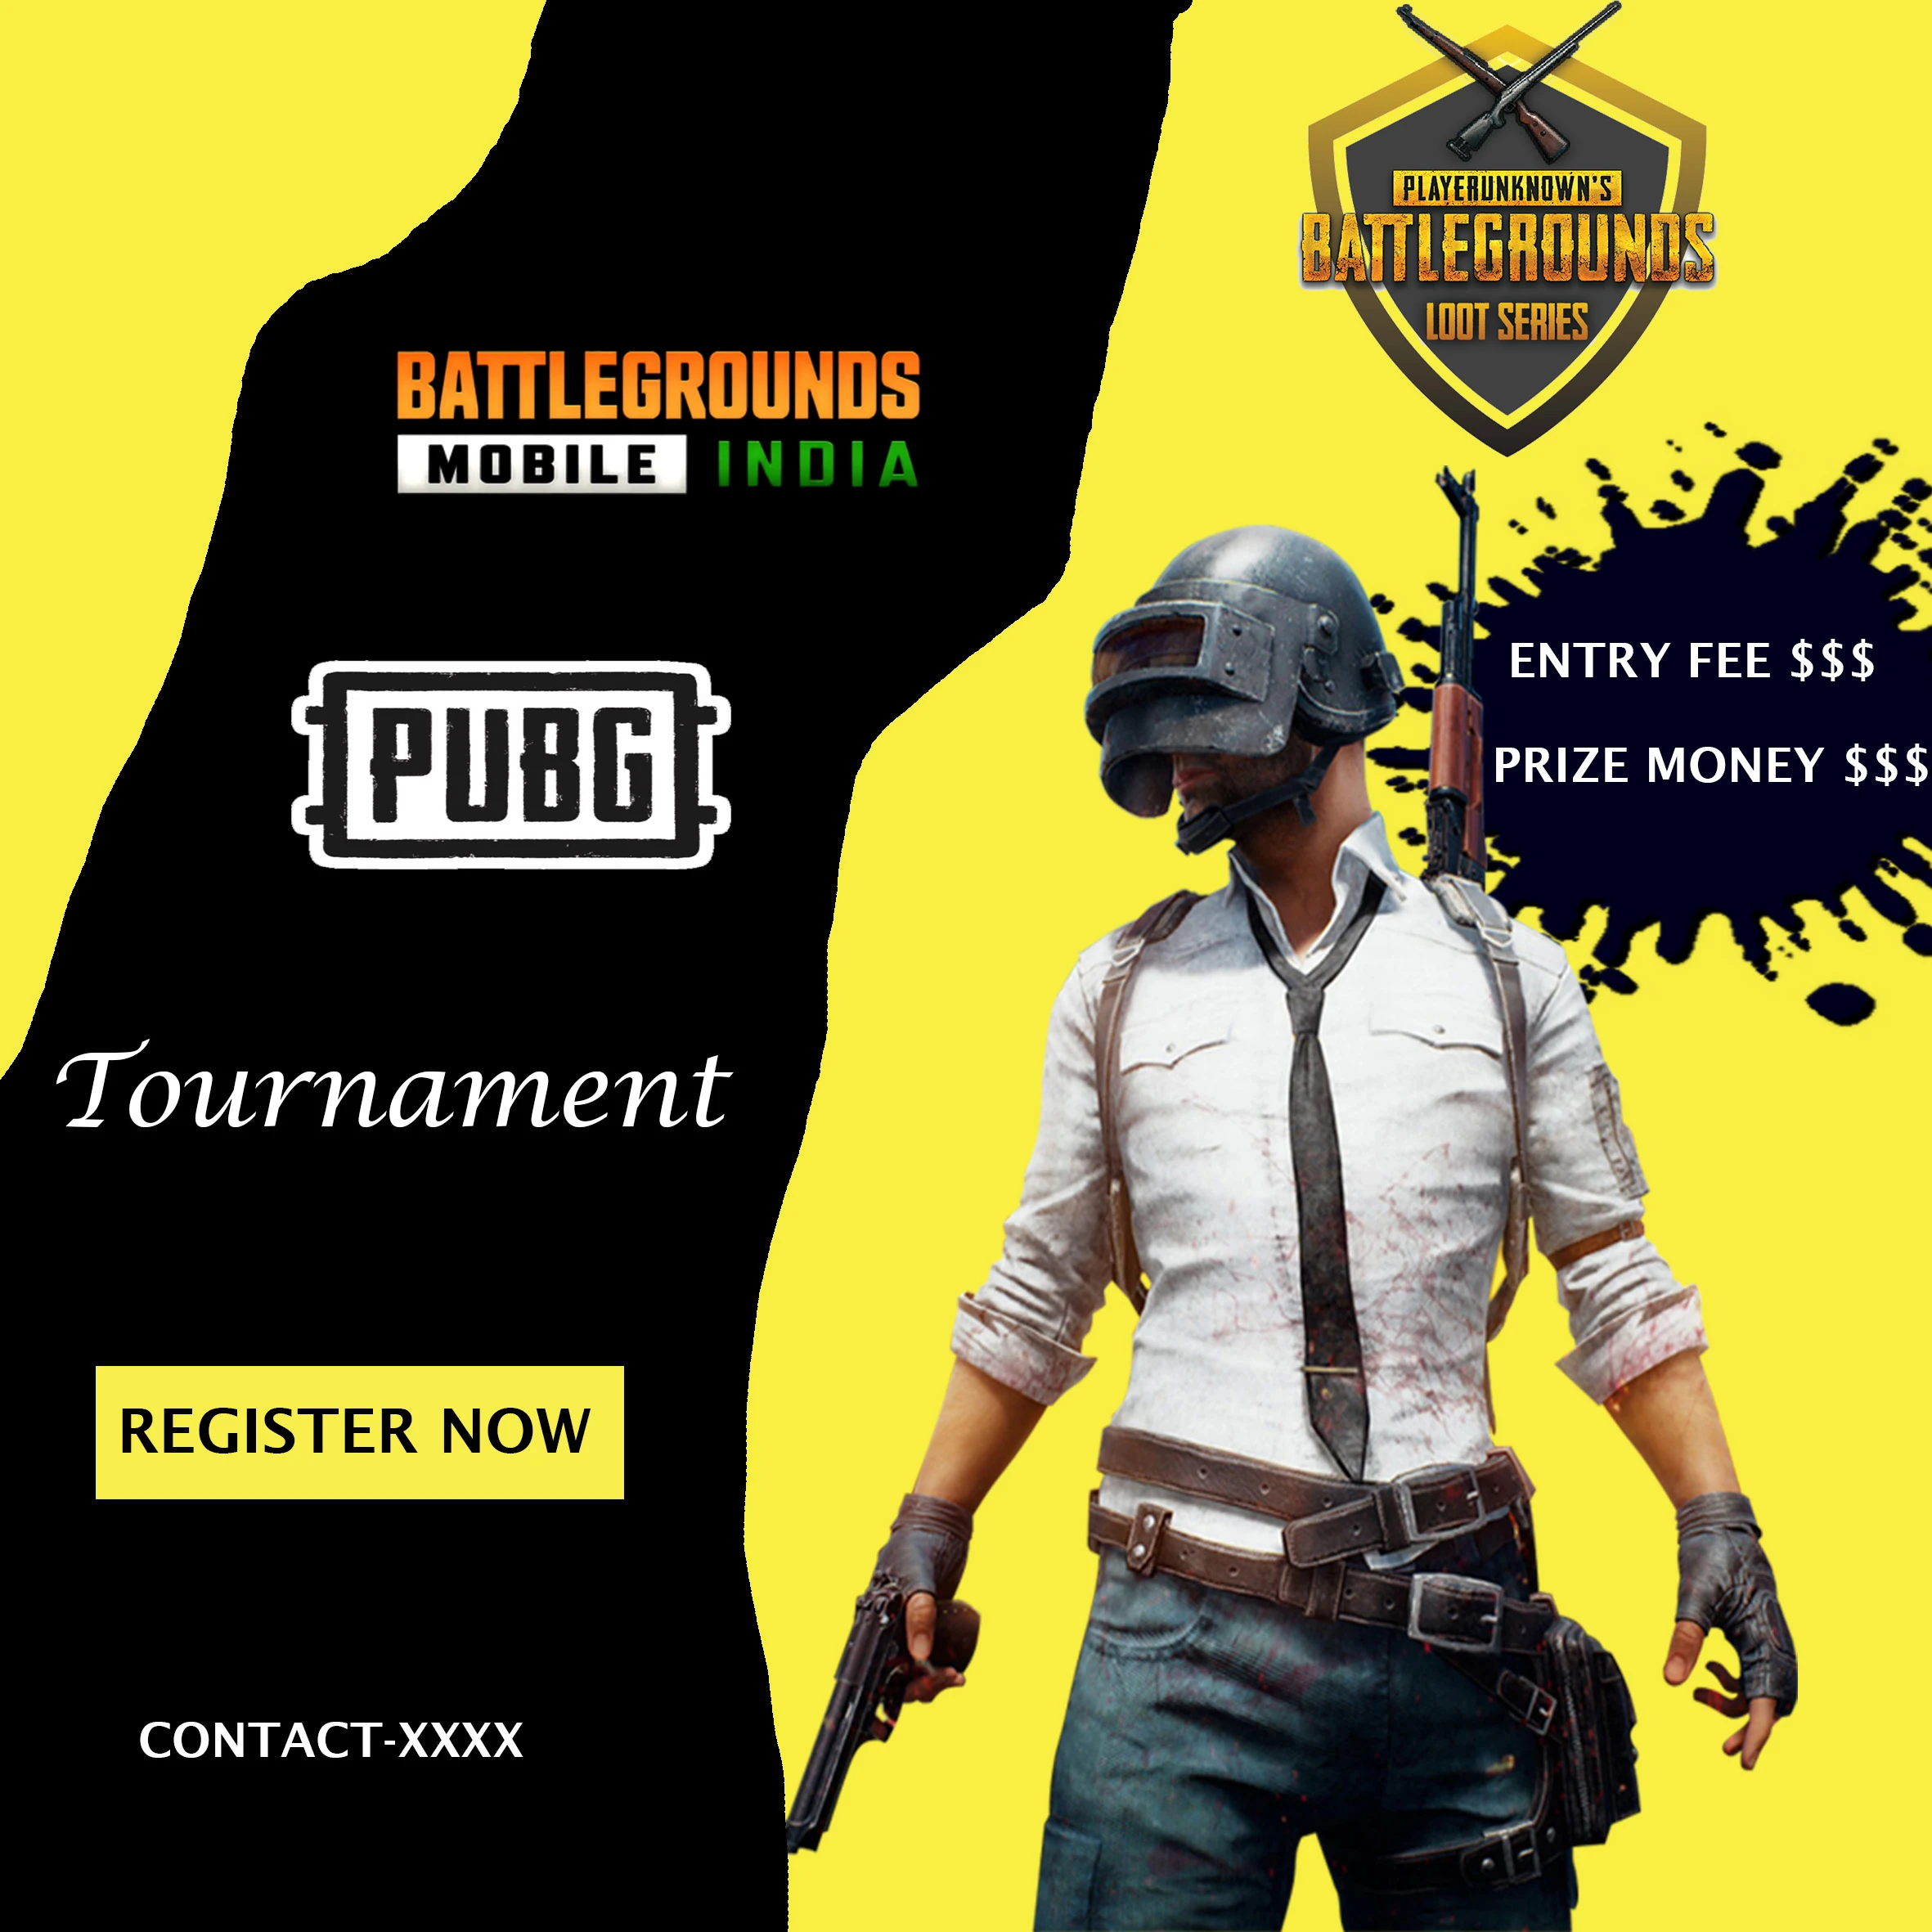 PLAYERUNKNOWN'S
BATTLEGROUNDS
LOOT SERIES
BATTLEGROUNDS
MOBILE INDIA
PUBG
ENTRY FEE $$$
PRIZE MONEY $$$
Tournament
REGISTER NOW
CONTACT-XXXX